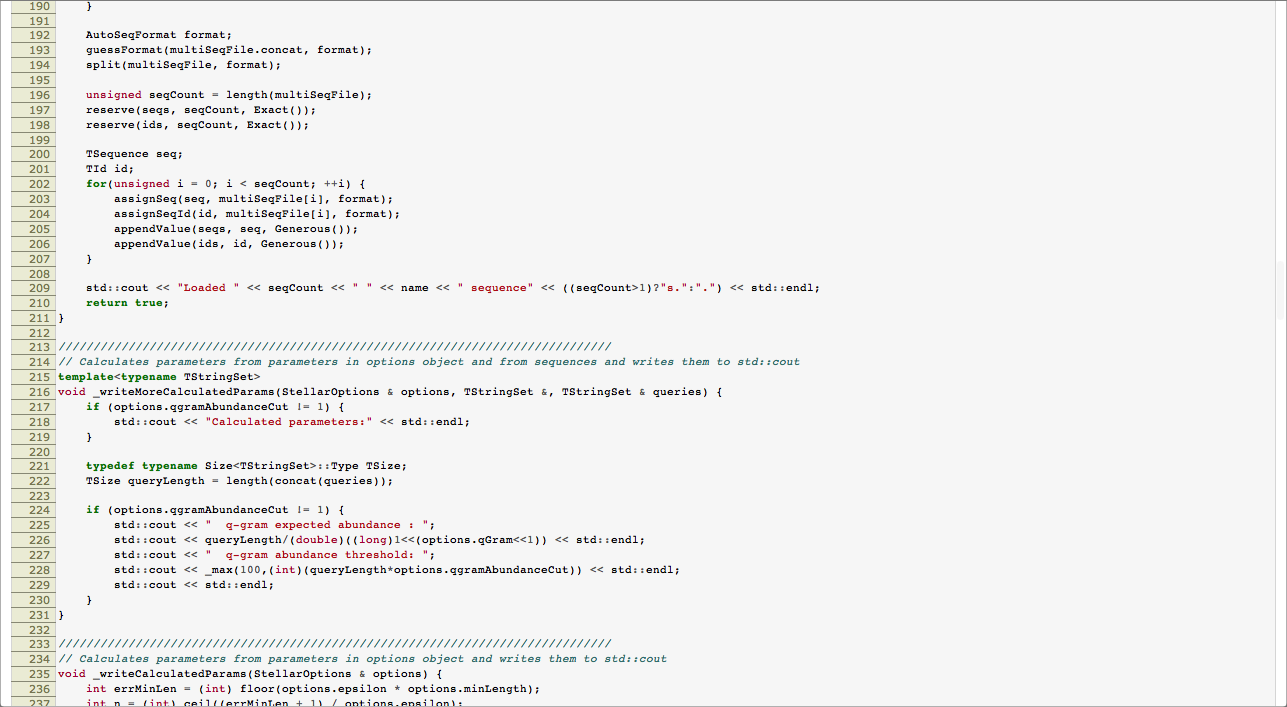 190     }
191
192     AutoSeqFormat format;
193     guessFormat(multiSeqFile.concat, format);
194     split(multiSeqFile, format);
195
196     unsigned seqCount = length(multiSeqFile);
197     reserve(seqs, seqCount, Exact());
198     reserve(ids, seqCount, Exact());
199
200     TSequence seq;
201     TId id;
202     for(unsigned i = 0; i < seqCount; ++i) {
203         assignSeq(seq, multiSeqFile[i], format);
204         assignSeqId(id, multiSeqFile[i], format);
205         appendValue(seqs, seq, Generous());
206         appendValue(ids, id, Generous());
207     }
208
209     std::cout << "Loaded " << seqCount << " " << name << " sequence" << ((seqCount>1)?"s.":".") << std::endl;
210     return true;
211 }
212
213 ///////////////////////////////////////////////////////////////////////////////
214 // Calculates parameters from parameters in options object and from sequences and writes them to std::cout
215 template<typename TStringSet>
216 void _writeMoreCalculatedParams(StellarOptions & options, TStringSet &, TStringSet & queries) {
217     if (options.qgramAbundanceCut != 1) {
218         std::cout << "Calculated parameters:" << std::endl;
219     }
220
221     typedef typename Size<TStringSet>::Type TSize;
222     TSize queryLength = length(concat(queries));
223
224     if (options.qgramAbundanceCut != 1) {
225         std::cout << "  q-gram expected abundance : ";
226         std::cout << queryLength/(double)((long)1<<(options.qGram<<1)) << std::endl;
227         std::cout << "  q-gram abundance threshold: ";
228         std::cout << _max(100,(int)(queryLength*options.qgramAbundanceCut)) << std::endl;
229         std::cout << std::endl;
230     }
231 }
232
233 ///////////////////////////////////////////////////////////////////////////////
234 // Calculates parameters from parameters in options object and writes them to std::cout
235 void _writeCalculatedParams(StellarOptions & options) {
236     int errMinLen = (int) floor(options.epsilon * options.minLength);
237     int n = (int) ceil((errMinLen + 1) / options.epsilon);